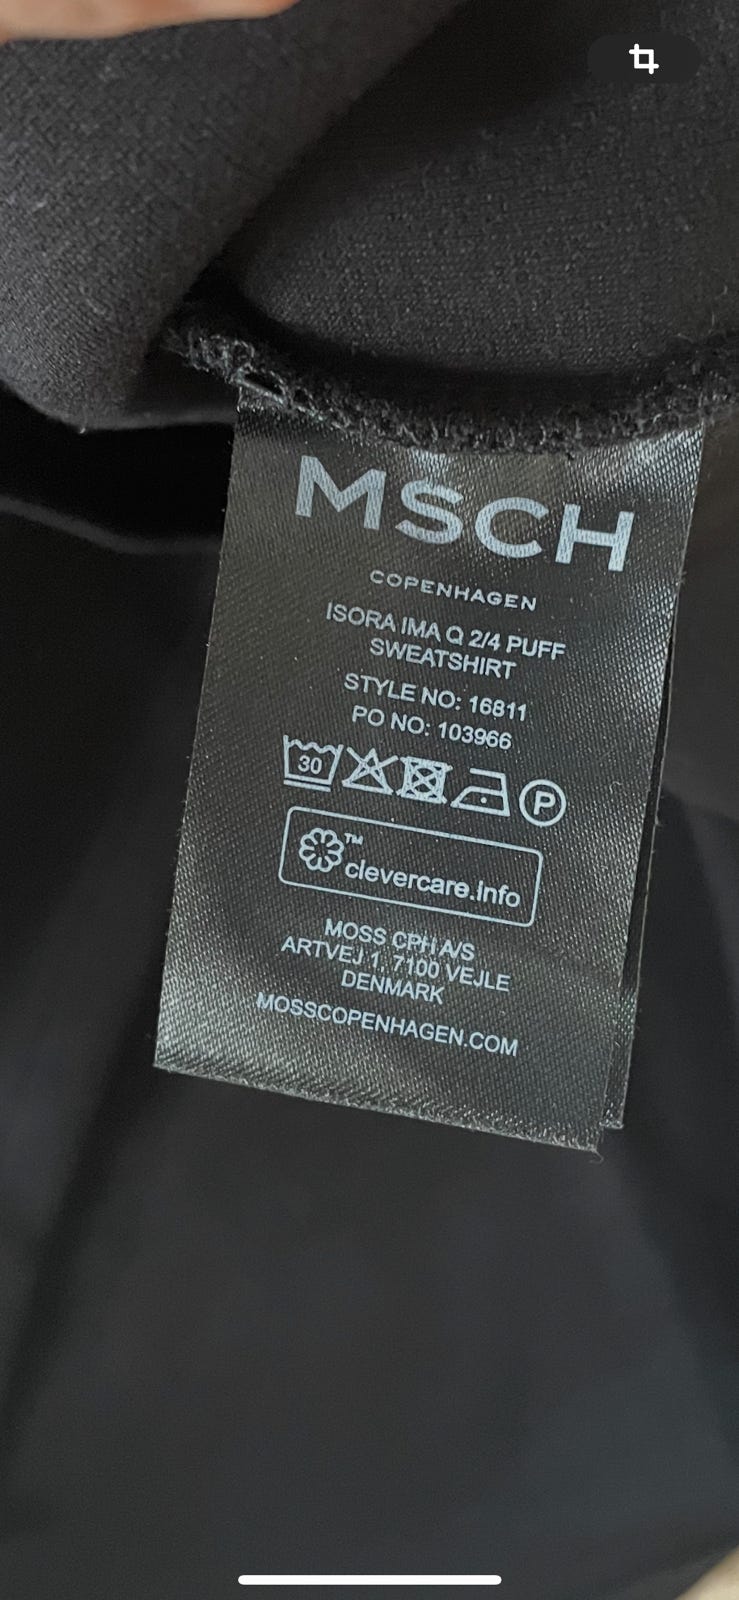 MSCH
COPENHAGEN
ISORA IMA Q 2/4 PUFF
SWEATSHIRT
STYLE NO: 16811
PO NO: 103966
30
P
™
clevercare.info
MOSS CPH A/S
ARTVEJ 1, 7100 VEJLE
DENMARK
MOSSCOPENHAGEN.COM